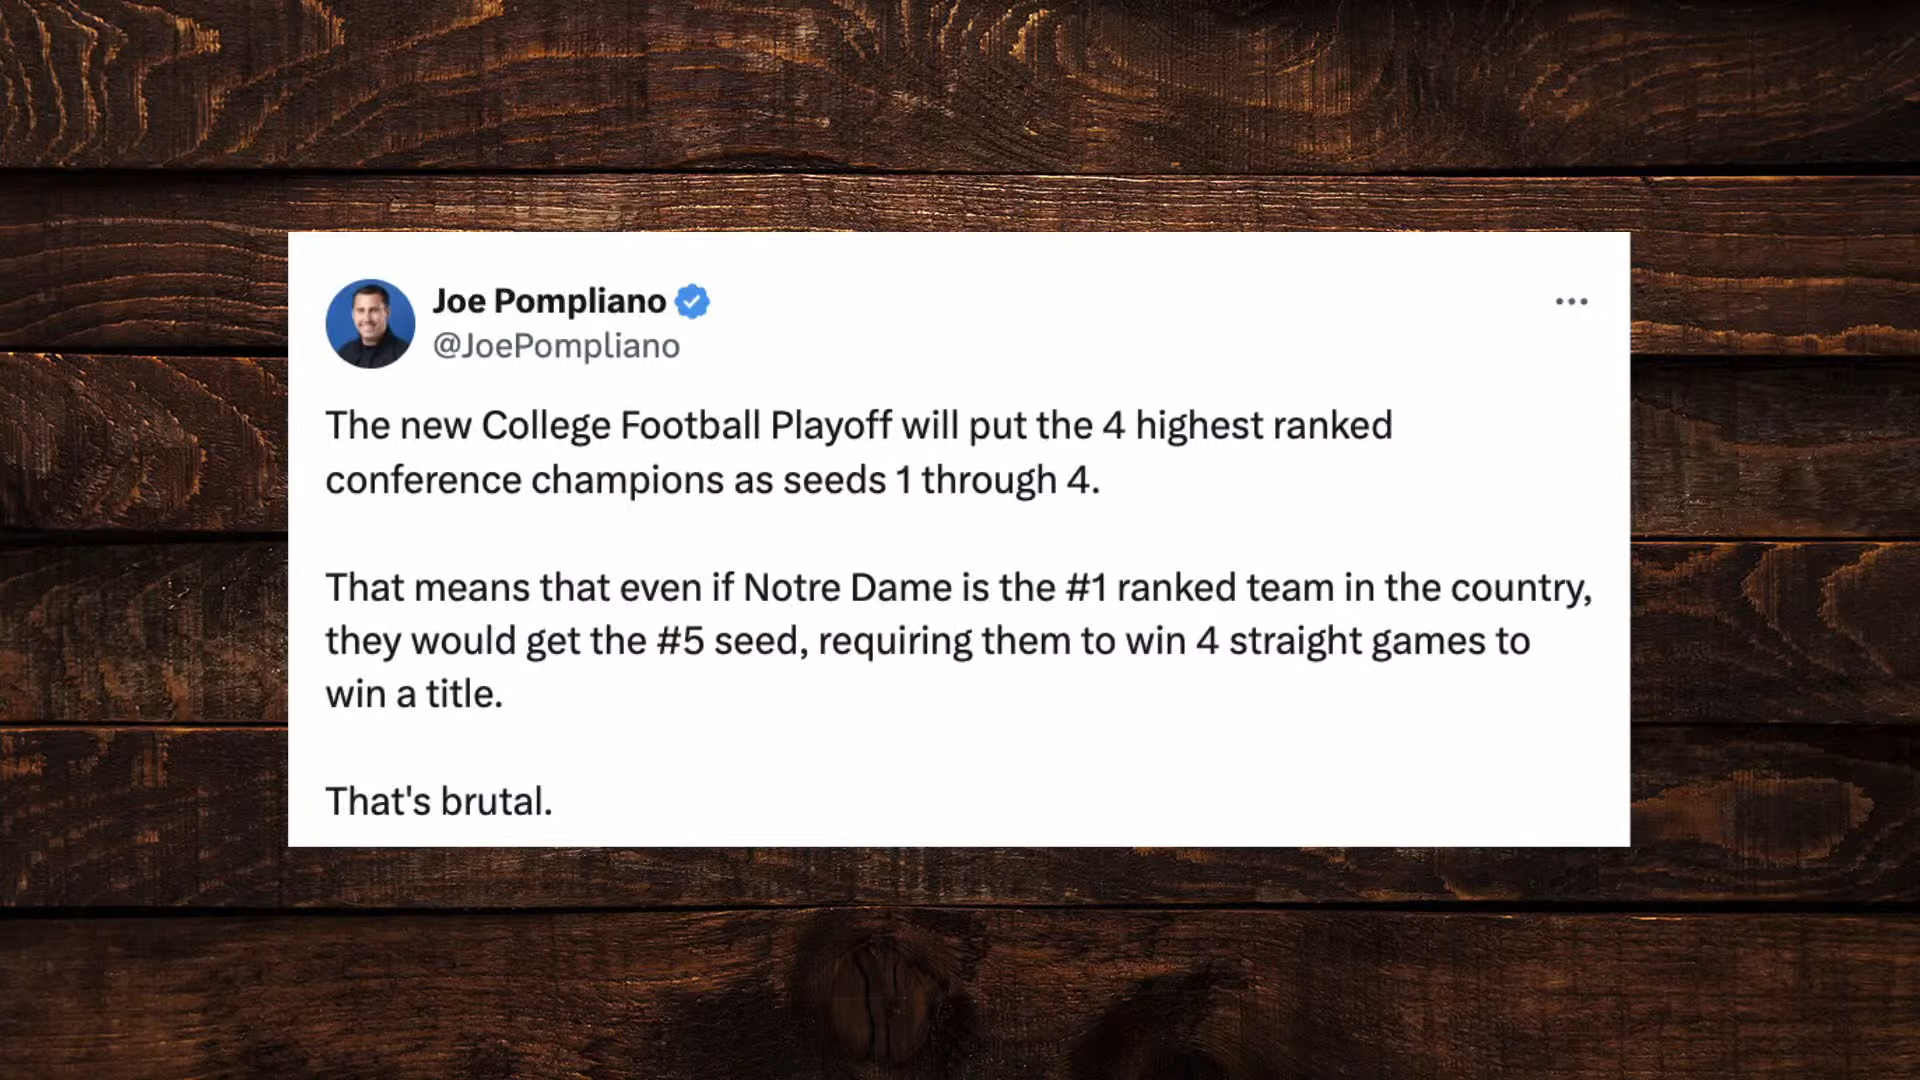 Joe Pompliano
@JoePompliano
The new College Football Playoff will put the 4 highest ranked
conference champions as seeds 1 through 4.
That means that even if Notre Dame is the #1 ranked team in the country,
they would get the #5 seed, requiring them to win 4 straight games to
win a title.
That's brutal.